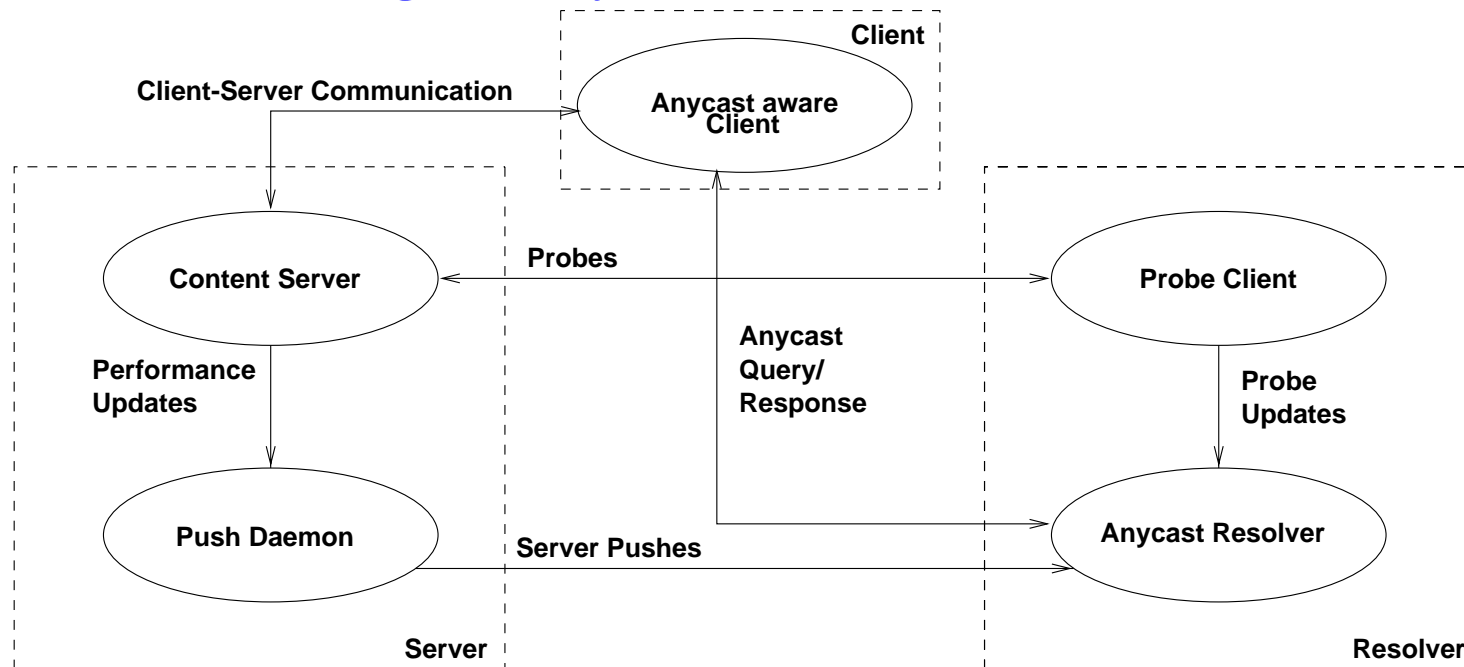 Client
Client-Server Communication
Anycast aware
Client
Content Server
Probes
Probe Client
Performance
Updates
Anycast
Query/
Response
Probe
Updates
Push Daemon
Server Pushes
Anycast Resolver
Server
Resolver